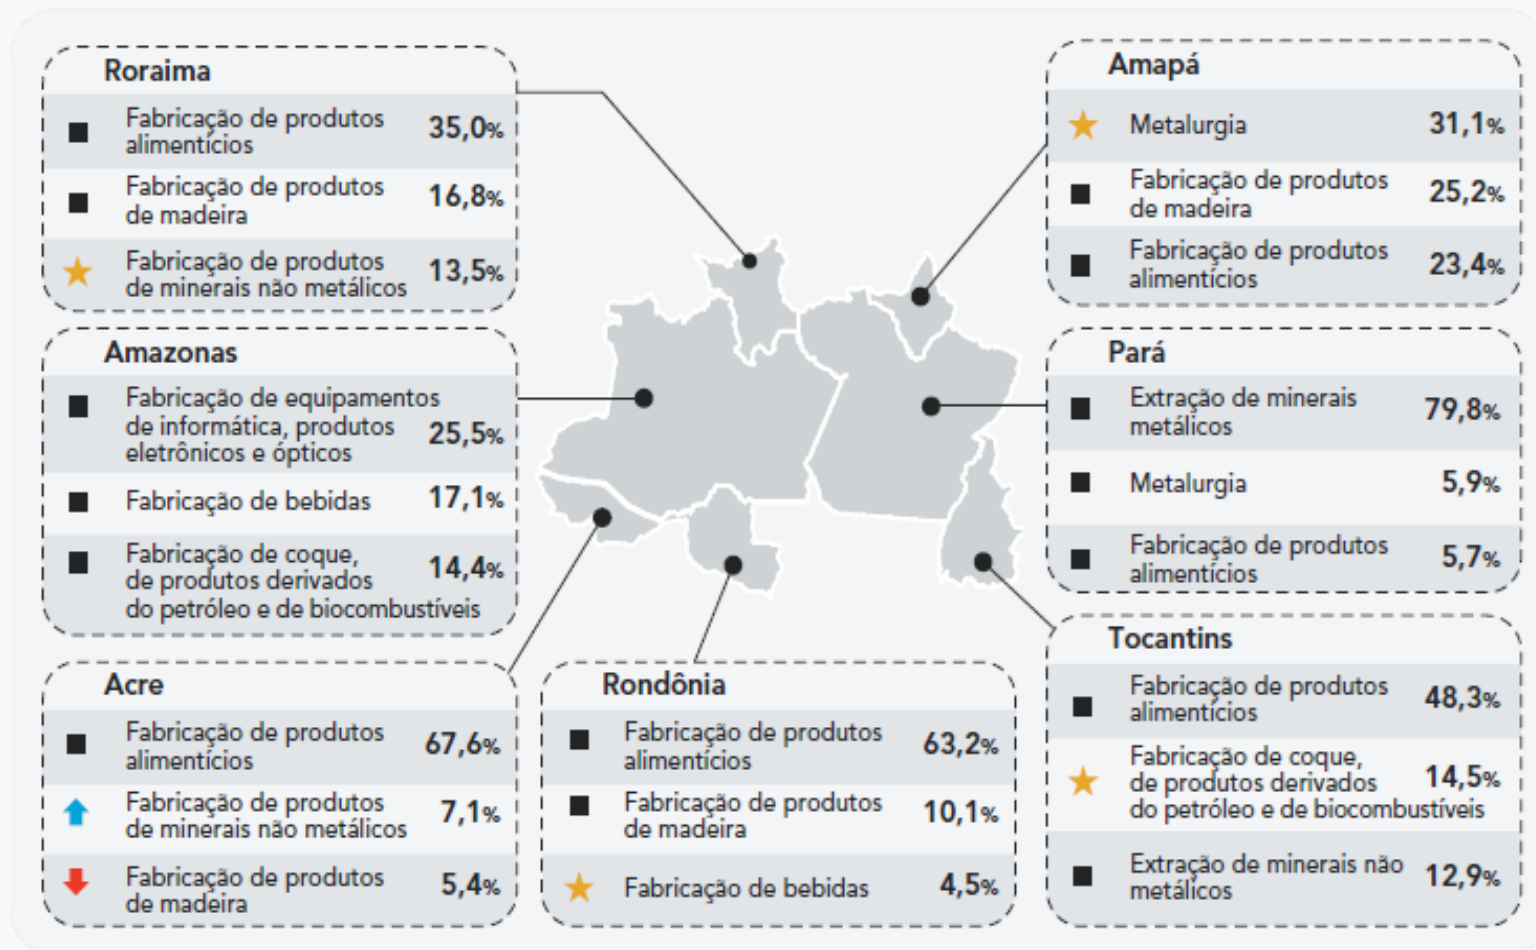 Roraima
Fabricação de produtos
alimentícios
35,0%
Fabricação de produtos
de madeira
16,8%
Fabricação de produtos
de minerais não metálicos
13,5%
Amazonas
Fabricação de equipamentos
de informática, produtos
eletrônicos e ópticos
25,5%
Fabricação de bebidas
17,1%
Fabricação de coque,
de produtos derivados
do petróleo e de biocombustíveis
14,4%
Acre
Fabricação de produtos
alimentícios
67,6%
Fabricação de produtos
de minerais não metálicos
7,1%
Fabricação de produtos
de madeira
5,4%
Rondônia
Fabricação de produtos
alimentícios
63,2%
Fabricação de produtos
de madeira
10,1%
Fabricação de bebidas
4,5%
Amapá
Metalurgia
31,1%
Fabricação de produtos
de madeira
25,2%
Fabricação de produtos
alimentícios
23,4%
Pará
Extração de minerais
metálicos
79,8%
Metalurgia
5,9%
Fabricação de produtos
alimentícios
5,7%
Tocantins
Fabricação de produtos
alimentícios
48,3%
Fabricação de coque,
de produtos derivados
do petróleo e de biocombustíveis
14,5%
Extração de minerais não
metálicos
12,9%